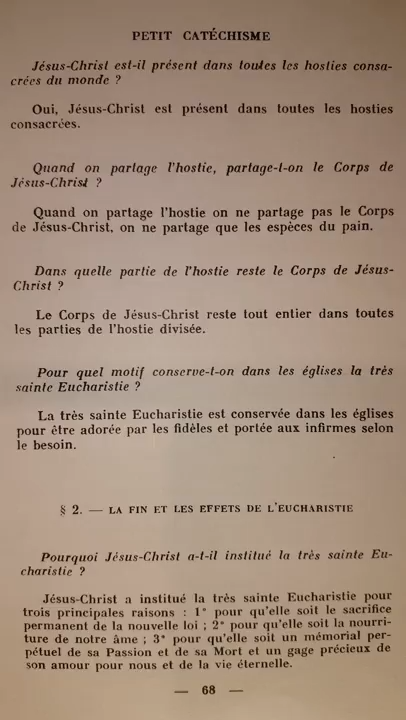 PETIT CATÉCHISME
Jésus-Christ est-il présent dans toutes les hosties consa-
crées du monde ?
Oui, Jésus-Christ est présent dans toutes les hosties
consacrées.
Quand on partage l'hostie, partage-t-on le Corps de
Jésus-Christ ?
Quand on partage l'hostie on ne partage pas le Corps
de Jésus-Christ, on ne partage que les espèces du pain.
Dans quelle partie de l'hostie reste le Corps de Jésus-
Christ ?
Le Corps de Jésus-Christ reste tout entier dans toutes
les parties de l'hostie divisée.
Pour quel motif conserve-t-on dans les églises la très
sainte Eucharistie ?
La très sainte Eucharistie est conservée dans les églises
pour être adorée par les fidèles et portée aux infirmes selon
le besoin.
§ 2. — LA FIN ET LES EFFETS DE L'EUCHARISTIE
Pourquoi Jésus-Christ a-t-il institué la très sainte Eu-
charistie ?
Jésus-Christ a institué la très sainte Eucharistie pour
trois principales raisons : 1° pour qu'elle soit le sacrifice
permanent de la nouvelle loi ; 2° pour qu'elle soit la nourri-
ture de notre âme ; 3° pour qu'elle soit un mémorial per-
pétuel de sa Passion et de sa Mort et un gage précieux de
son amour pour nous et de la vie éternelle.
— 68 —